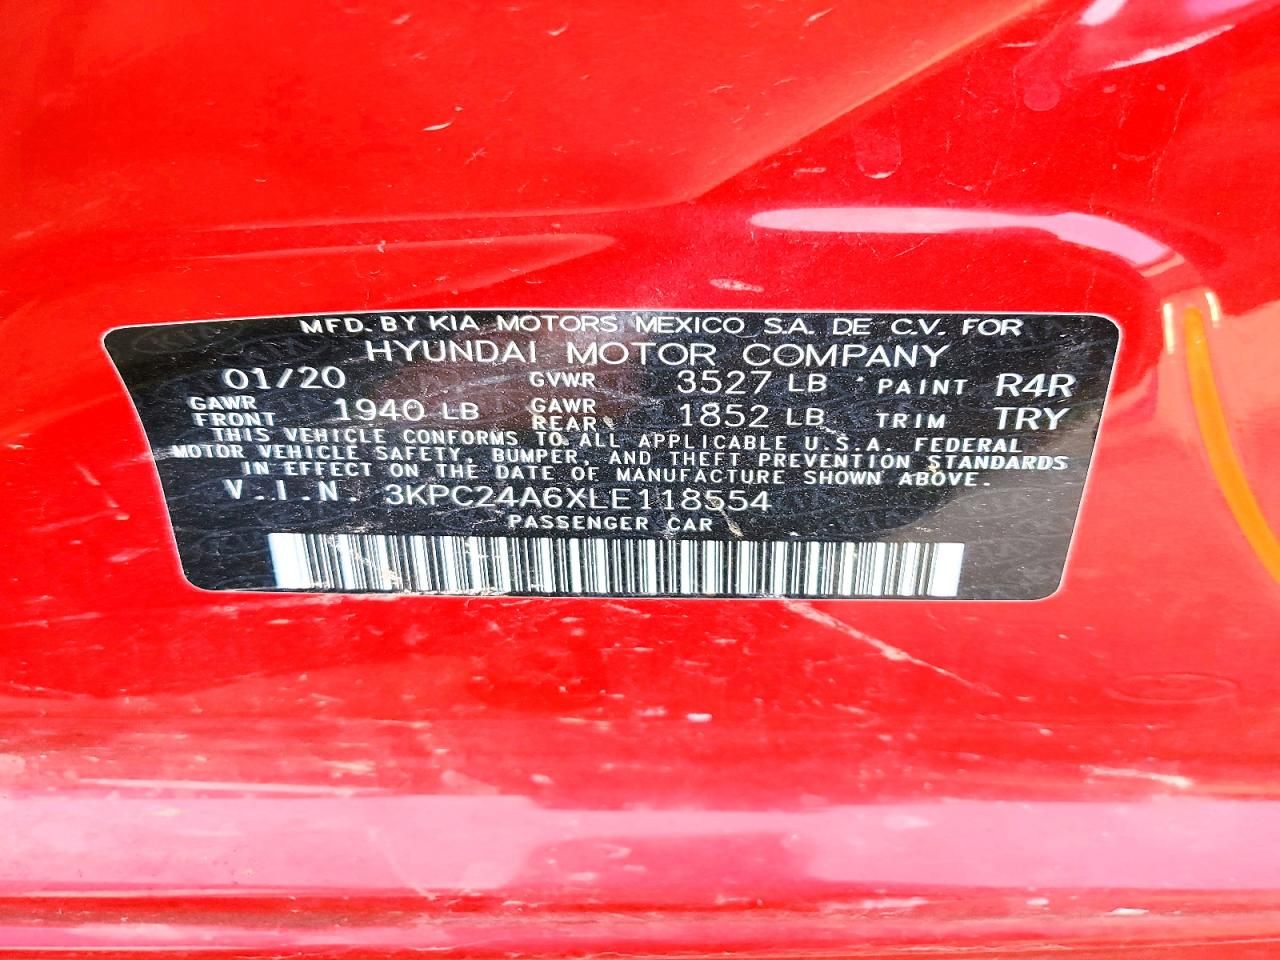 MFD. BY KIA MOTORS MEXICO S.A. DE C.V. FOR
HYUNDAI MOTOR COMPANY
01/20 GVWR 3527 LB PAINT R4R
GAWR FRONT 1940 LB GAWR REAR 1852 LB TRIM TRY
THIS VEHICLE CONFORMS TO ALL APPLICABLE U.S.A. FEDERAL
MOTOR VEHICLE SAFETY, BUMPER, AND THEFT PREVENTION STANDARDS
IN EFFECT ON THE DATE OF MANUFACTURE SHOWN ABOVE.
V.I.N. 3KPC24A6XLE118554
PASSENGER CAR